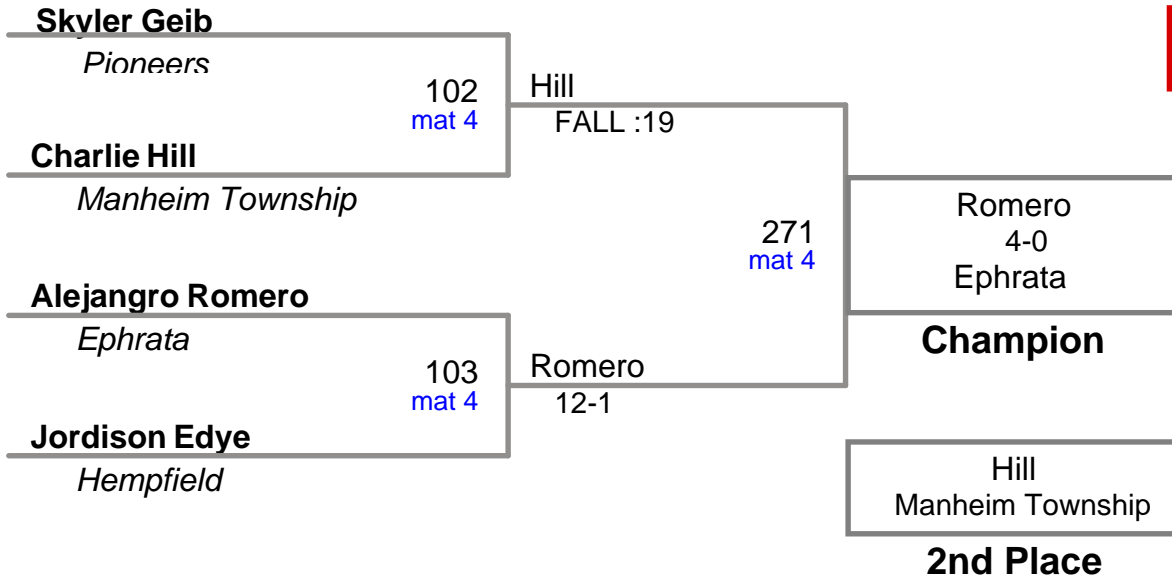 Skyler Geib
Pioneers
102
mat 4
Hill
FALL :19
Charlie Hill
Manheim Township
271
mat 4
Romero
4-0
Ephrata
Champion
Alejangro Romero
Ephrata
103
mat 4
Romero
12-1
Jordison Edye
Hempfield
Hill
Manheim Township
2nd Place